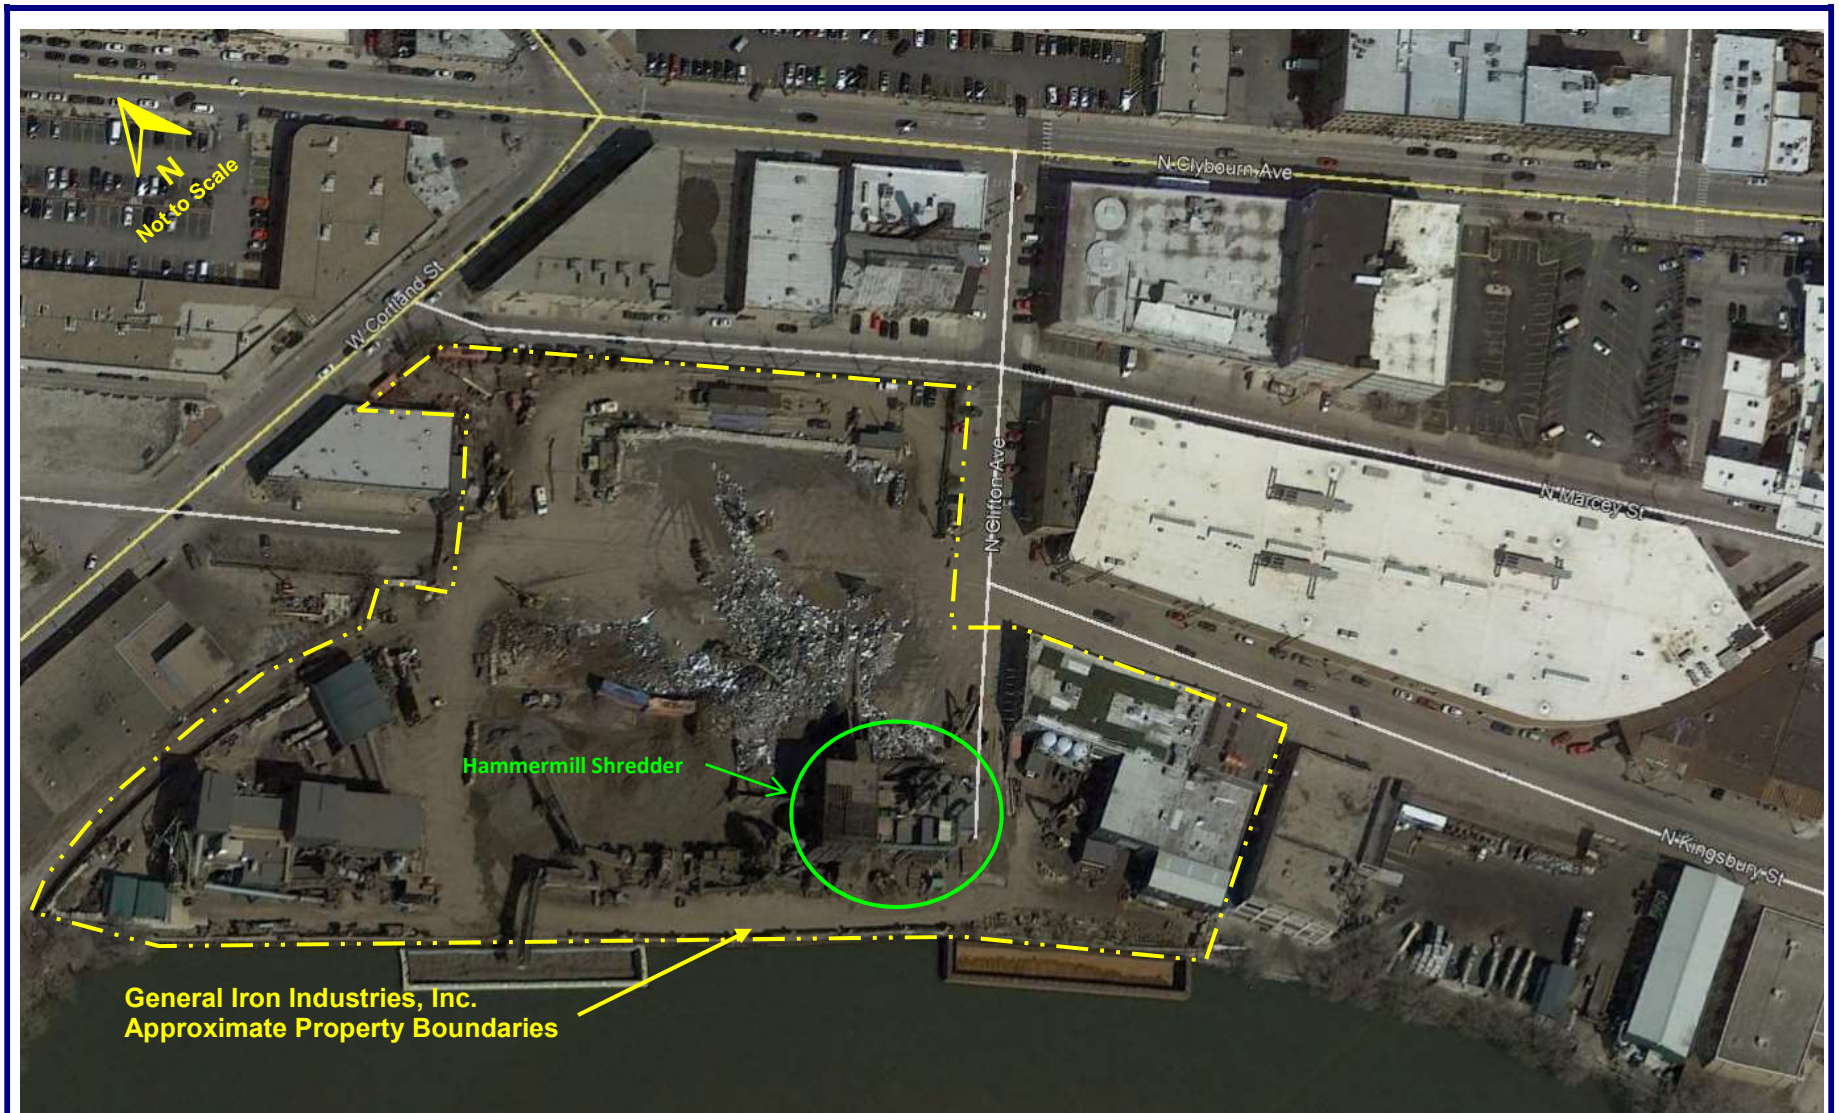 N Clybourn Ave
N
Not to Scale
W Cortland St
N Clifton Ave
N Marcey St
Hammermill Shredder
N Kingsbury St
General Iron Industries, Inc.
Approximate Property Boundaries